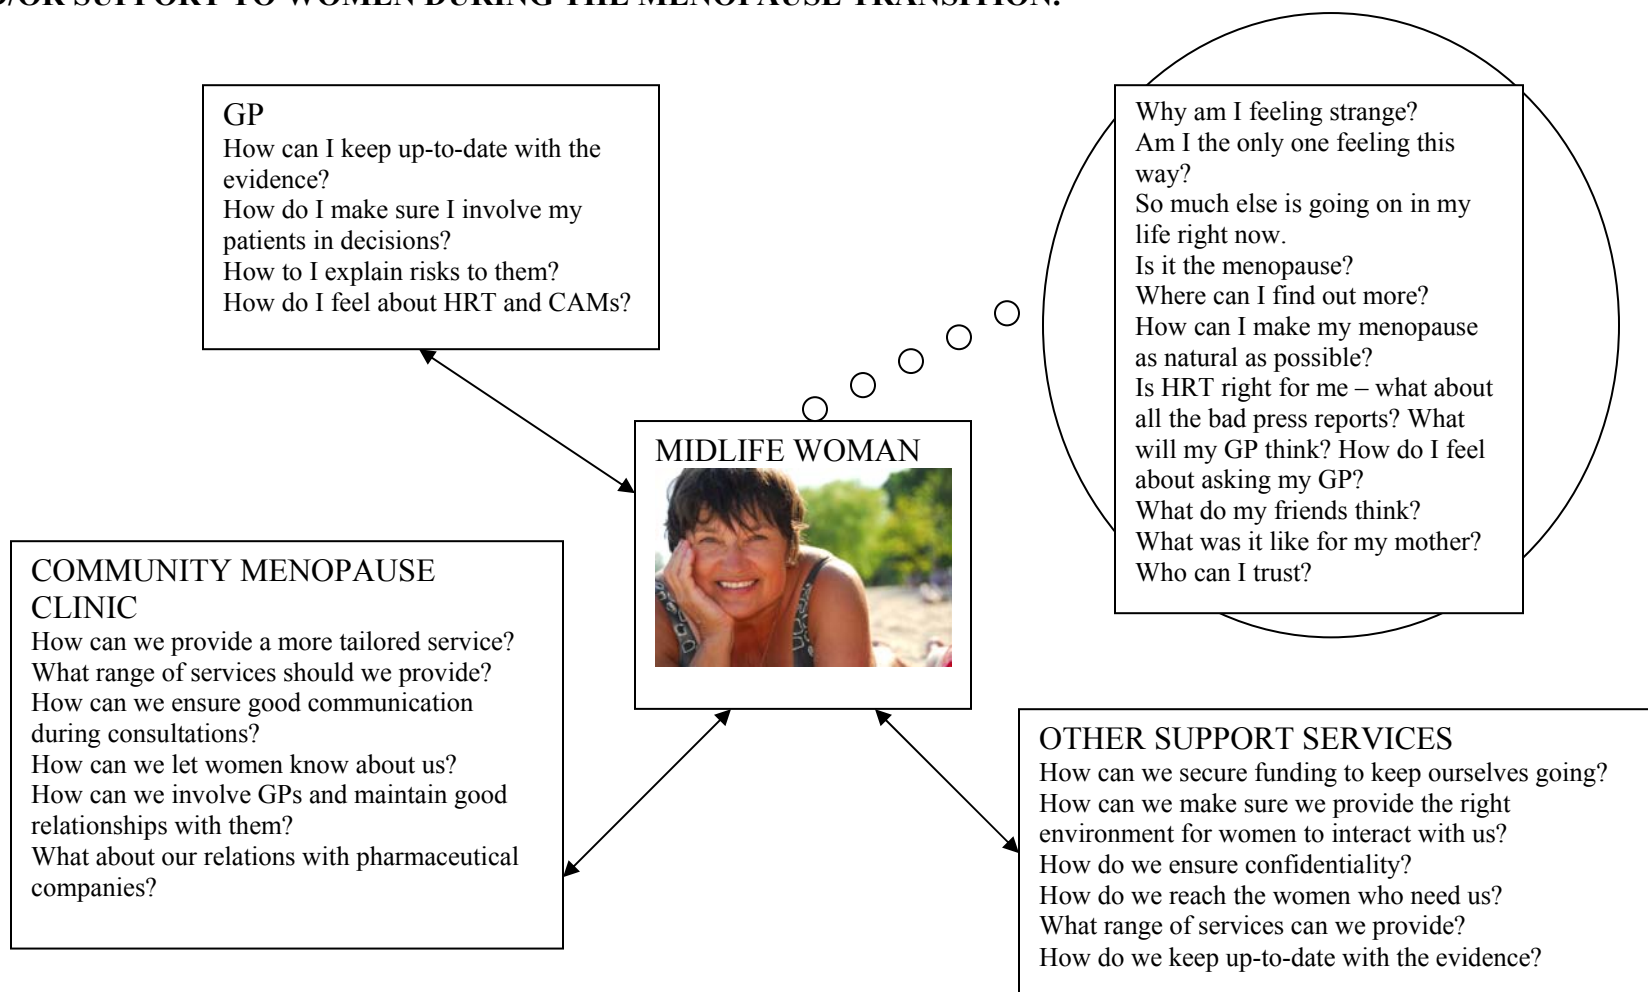 /OR SUPPORT TO WOMEN DURING THE MENOPAUSE TRANSITION.
GP
How can I keep up-to-date with the
evidence?
How do I make sure I involve my
patients in decisions?
How to I explain risks to them?
How do I feel about HRT and CAMs?
Why am I feeling strange?
Am I the only one feeling this
way?
So much else is going on in my
life right now.
Is it the menopause?
Where can I find out more?
How can I make my menopause
as natural as possible?
Is HRT right for me – what about
all the bad press reports? What
will my GP think? How do I feel
about asking my GP?
What do my friends think?
What was it like for my mother?
Who can I trust?
MIDLIFE WOMAN
COMMUNITY MENOPAUSE
CLINIC
How can we provide a more tailored service?
What range of services should we provide?
How can we ensure good communication
during consultations?
How can we let women know about us?
How can we involve GPs and maintain good
relationships with them?
What about our relations with pharmaceutical
companies?
OTHER SUPPORT SERVICES
How can we secure funding to keep ourselves going?
How can we make sure we provide the right
environment for women to interact with us?
How do we ensure confidentiality?
How do we reach the women who need us?
What range of services can we provide?
How do we keep up-to-date with the evidence?